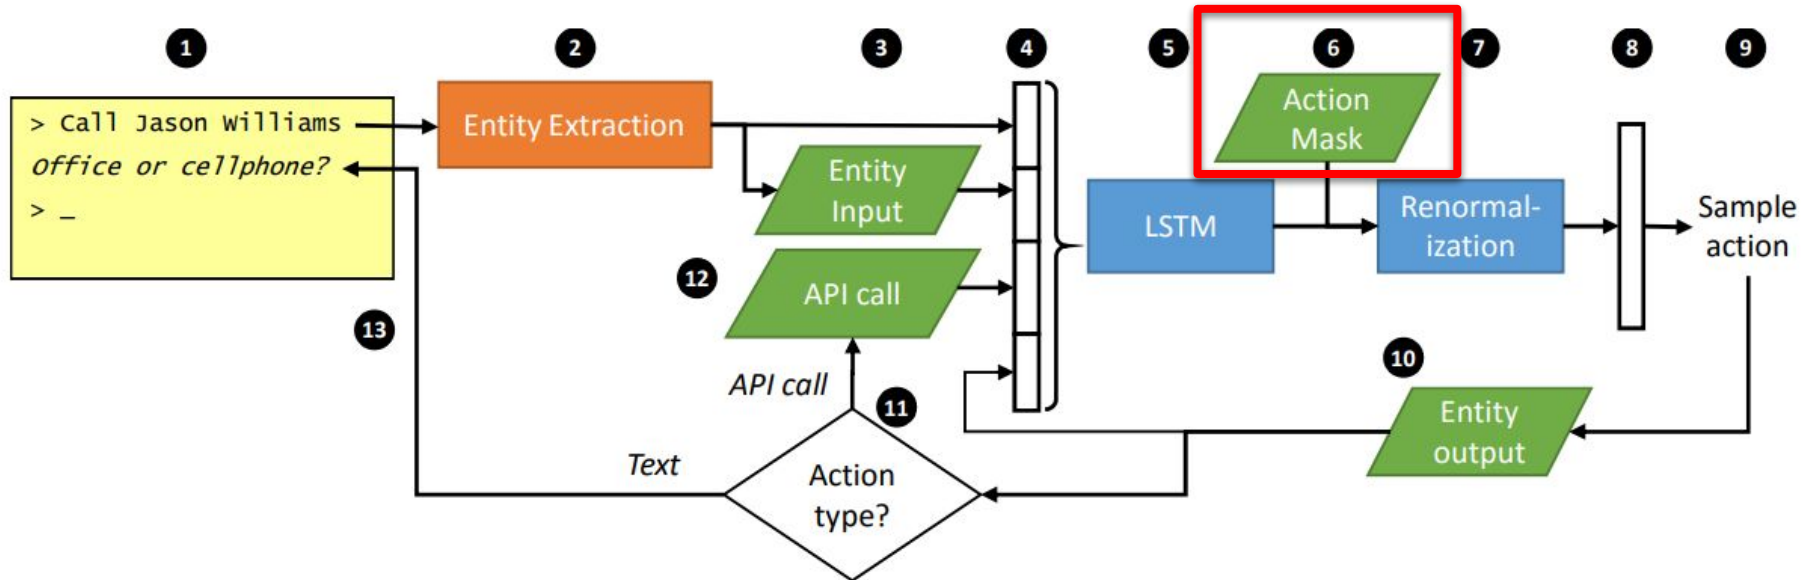 1
2
3
4
5
6
7
8
9
> Call Jason Williams
Office or cellphone?
> _
Entity Extraction
Entity
Input
12
API call
LSTM
Action
Mask
Renormal-
ization
Sample
action
13
API call
11
10
Entity
output
Text
Action
type?